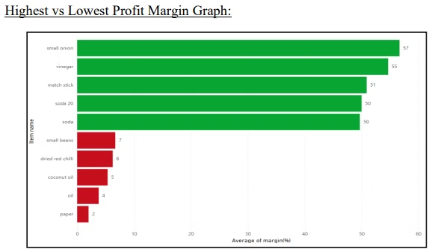 Highest vs Lowest Profit Margin Graph:
small onion 57
vinegar 55
match stick 51
soda 20 50
soda 50
small beans 7
dried red chilli 6
coconut oil 5
oil 4
paper 2
Item name
0 10 20 30 40 50 60
Average of margin(%)